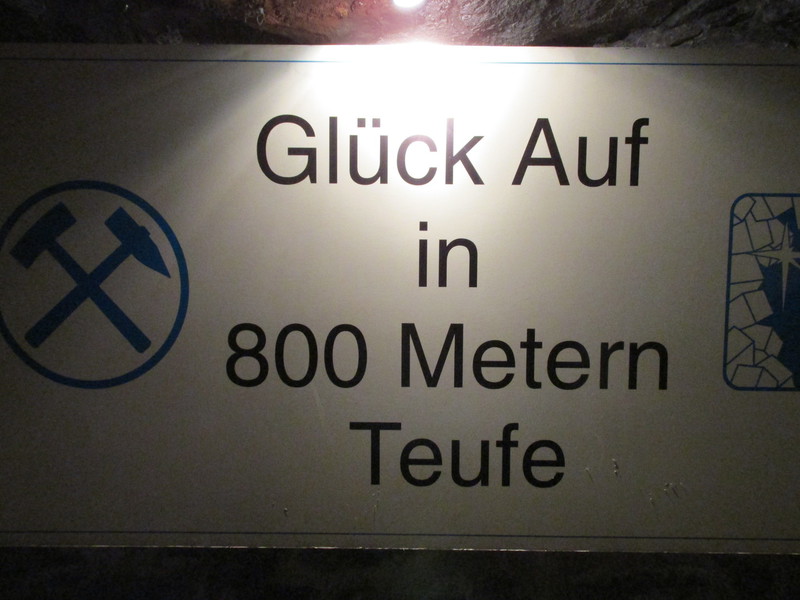 Glück Auf
in
800 Metern
Teufe